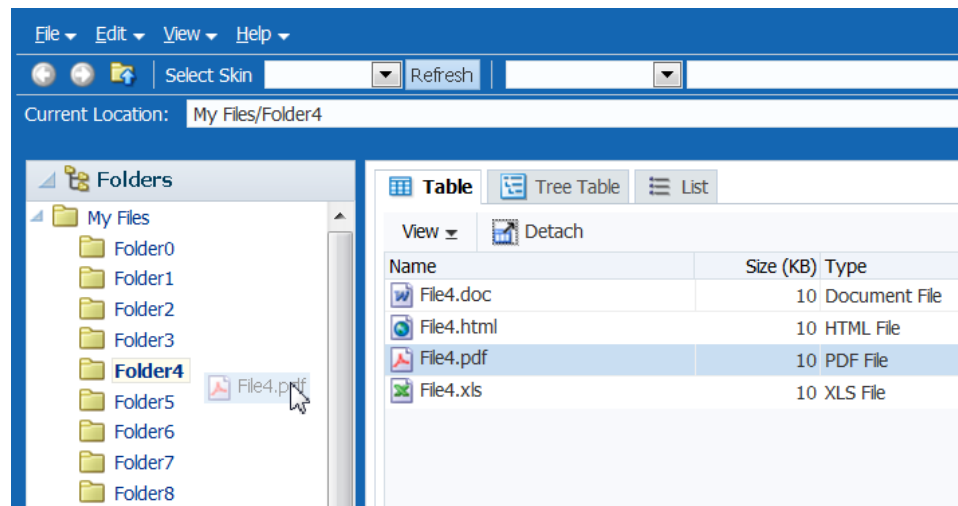 File Edit View Help
Select Skin Refresh
Current Location: My Files/Folder4
Folders
My Files
Folder0
Folder1
Folder2
Folder3
Folder4
File4.pdf
Folder5
Folder6
Folder7
Folder8
Table Tree Table List
View Detach
Name Size (KB) Type
File4.doc 10 Document File
File4.html 10 HTML File
File4.pdf 10 PDF File
File4.xls 10 XLS File